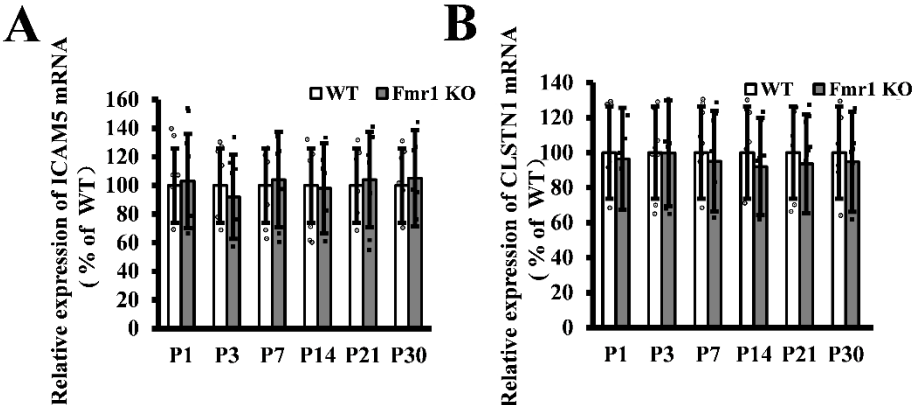 A
Relative expression of ICAM5 mRNA
( % of WT)
WT Fmr1 KO
160
140
120
100
80
60
40
20
0
P1 P3 P7 P14 P21 P30
B
Relative expression of CLSTN1 mRNA
( % of WT)
WT Fmr1 KO
140
120
100
80
60
40
20
0
P1 P3 P7 P14 P21 P30